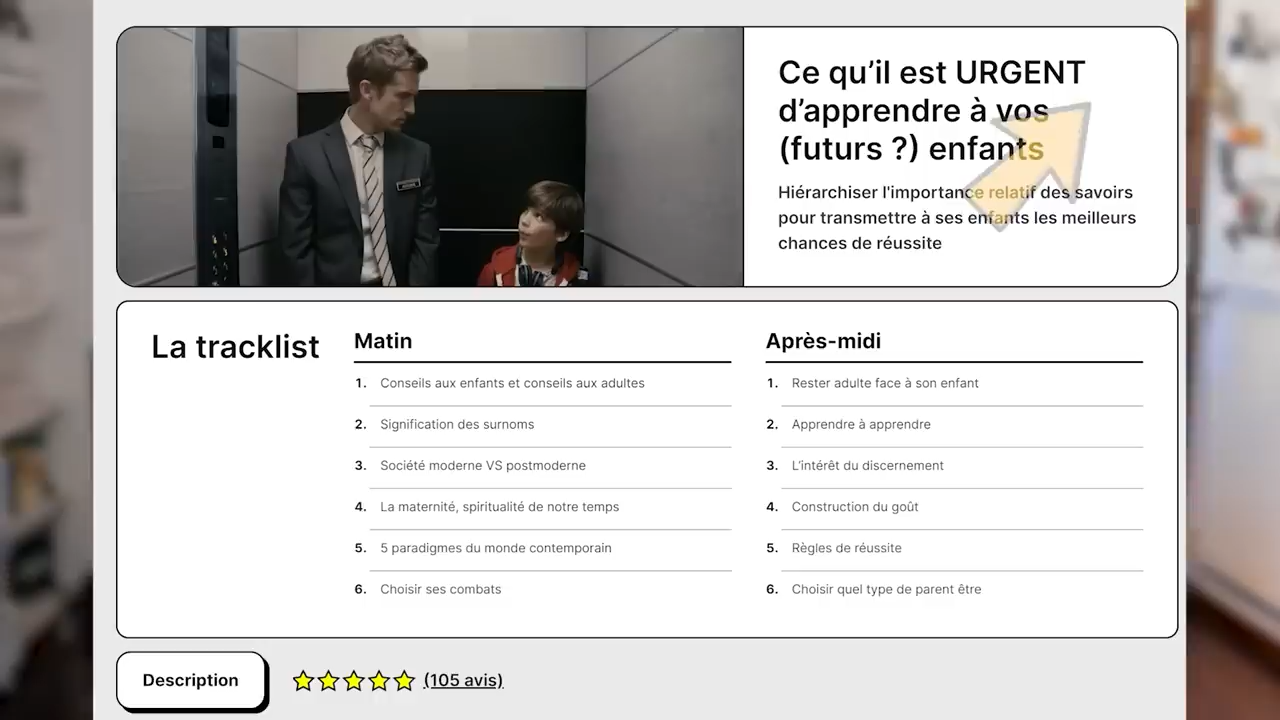 Ce qu'il est URGENT
d'apprendre à vos
(futurs ?) enfants
Hiérarchiser l'importance relatif des savoirs
pour transmettre à ses enfants les meilleurs
chances de réussite
La tracklist
Matin
1. Conseils aux enfants et conseils aux adultes
2. Signification des surnoms
3. Société moderne VS postmoderne
4. La maternité, spiritualité de notre temps
5. 5 paradigmes du monde contemporain
6. Choisir ses combats
Après-midi
1. Rester adulte face à son enfant
2. Apprendre à apprendre
3. L'intérêt du discernement
4. Construction du goût
5. Règles de réussite
6. Choisir quel type de parent être
Description
(105 avis)